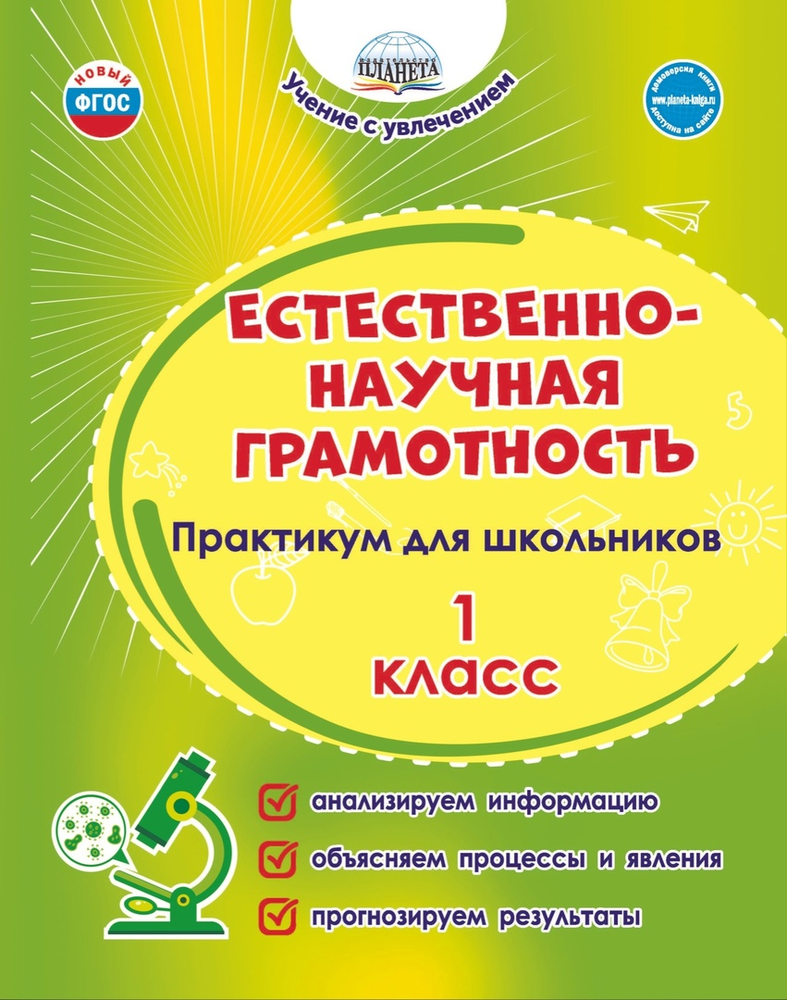 НОВЫЙ
ФГОС
издательство
ПЛАНЕТА
Учение с увлечением
демоверсия книги
www.planeta-kniga.ru
доступна на сайте
ЕСТЕСТВЕННО-
НАУЧНАЯ
ГРАМОТНОСТЬ
5
Практикум для школьников
1
класс
анализируем информацию
объясняем процессы и явления
прогнозируем результаты